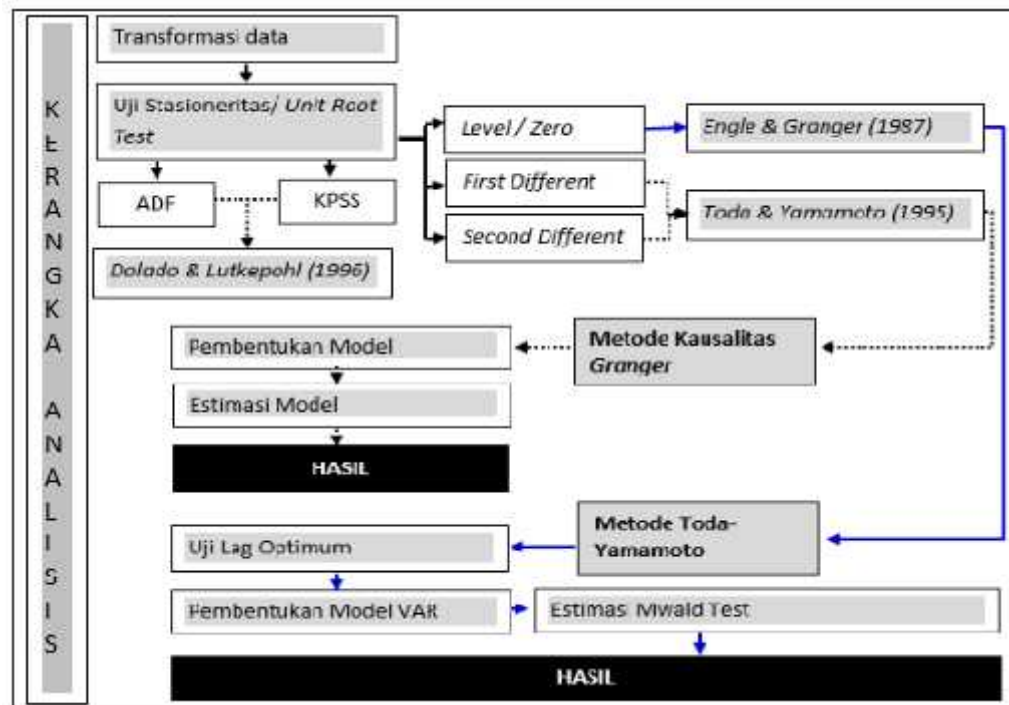 KERANGKA ANALISIS
Transformasi data
Uji Stasioneritas/ Unit Root
Test
ADF
KPSS
Dolado & Lutkepohl (1996)
Level / Zero
First Different
Second Different
Engle & Granger (1987)
Toda & Yamamoto (1995)
Metode Kausalitas
Granger
Pembentukan Model
Estimasi Model
HASIL
Metode Toda-
Yamamoto
Uji Lag Optimum
Pembentukan Model VAR
Estimasi Mwald Test
HASIL